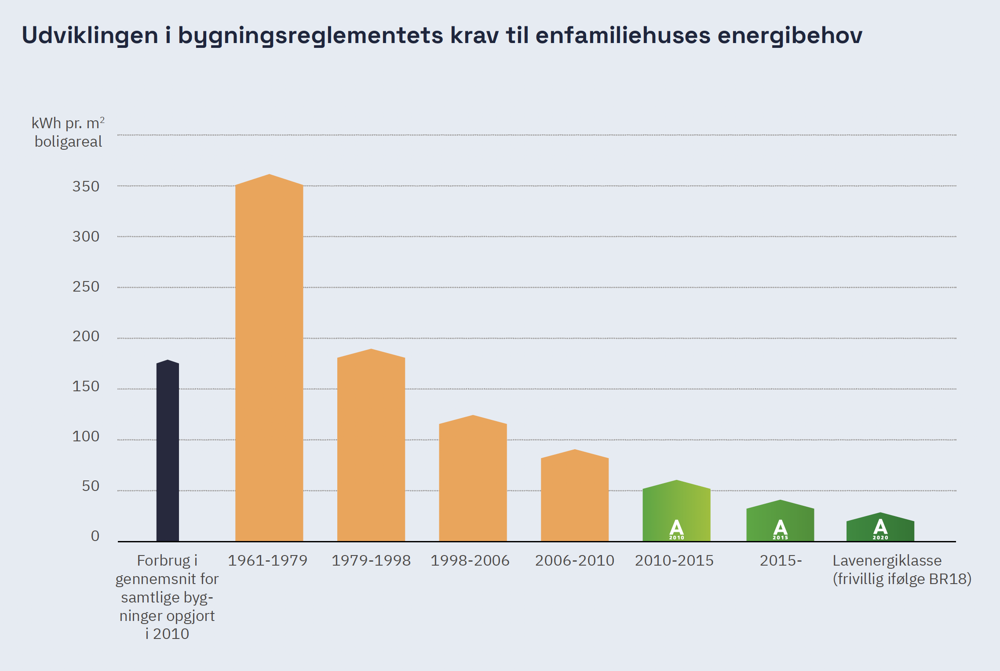 Udviklingen i bygningsreglementets krav til enfamiliehuses energibehov
kWh pr. m²
boligareal
350
300
250
200
150
100
50
0
A
2010
A
2015
A
2020
Forbrug i
gennemsnit for
samtlige byg-
ninger opgjort
i 2010
1961-1979
1979-1998
1998-2006
2006-2010
2010-2015
2015-
Lavenergiklasse
(frivillig ifølge BR18)